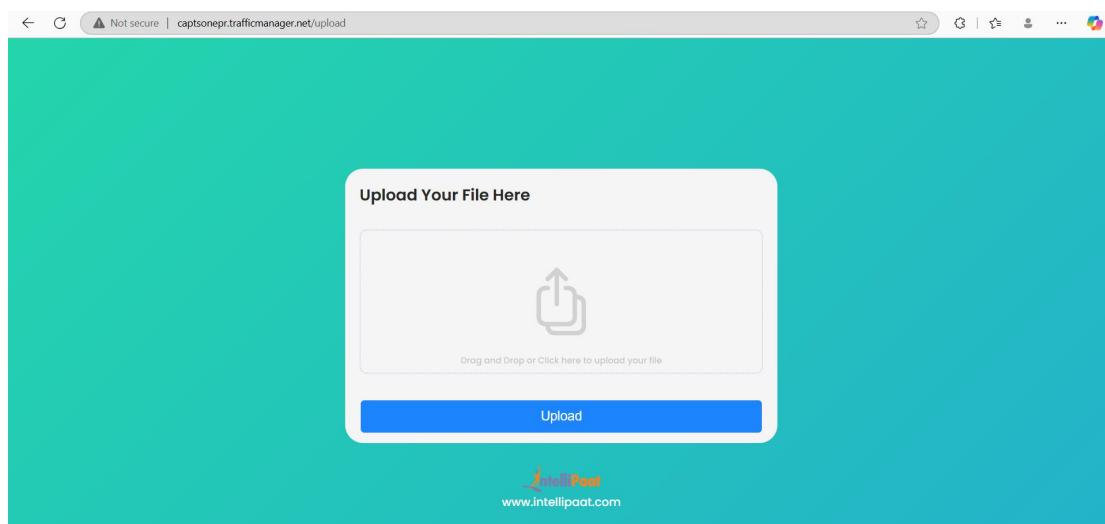 Not secure | captsonepr.trafficmanager.net/upload
Upload Your File Here
Drag and Drop or Click here to upload your file
Upload
IntelliPaat
www.intellipaat.com